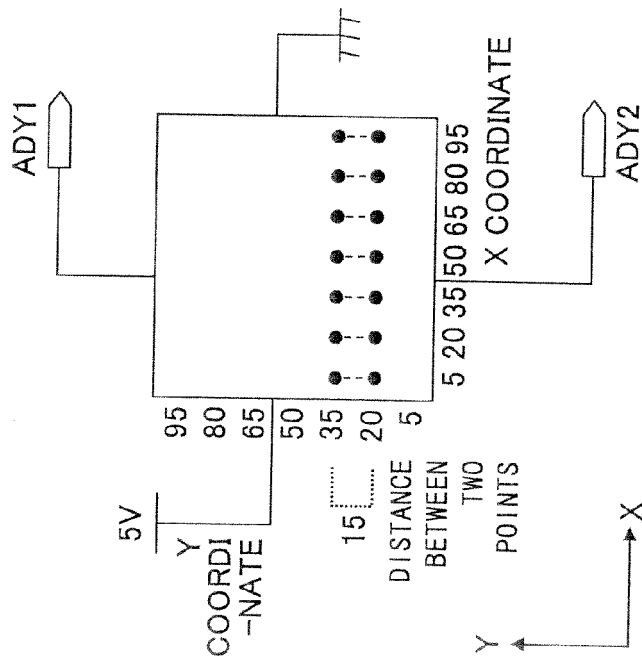 ADY1
5V
Y
COORDI
-NATE
95
80
65
50
35
20
5
15
DISTANCE
BETWEEN
TWO
POINTS
5 20 35 50 65 80 95
X COORDINATE
ADY2
Y
X